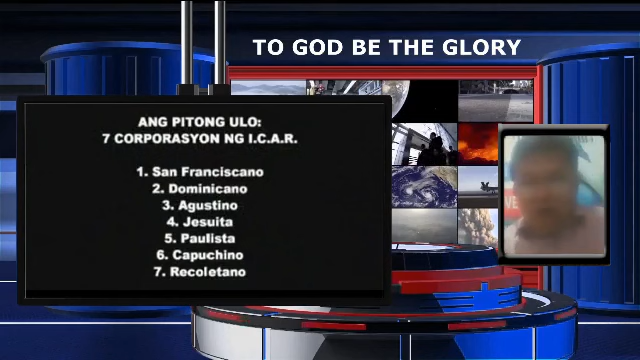 TO GOD BE THE GLORY
ANG PITONG ULO:
7 CORPORASYON NG I.C.A.R.
1. San Franciscano
2. Dominicano
3. Agustino
4. Jesuita
5. Paulista
6. Capuchino
7. Recoletano